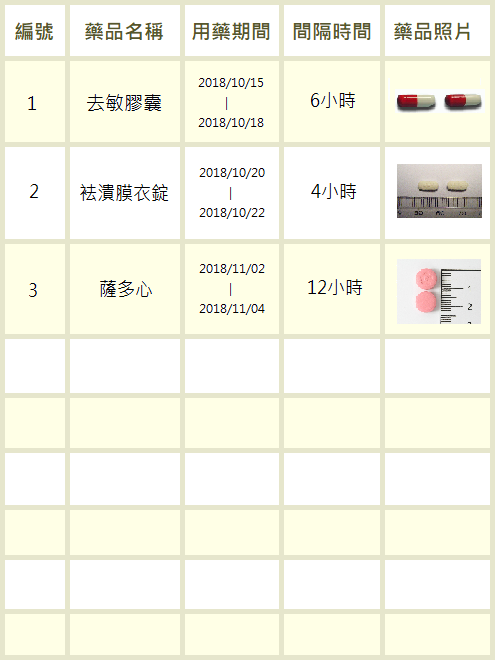 編號 藥品名稱 用藥期間 間隔時間 藥品照片
1 去敏膠囊 2018/10/15 | 2018/10/18 6小時
2 袪潰膜衣錠 2018/10/20 | 2018/10/22 4小時
3 薩多心 2018/11/02 | 2018/11/04 12小時